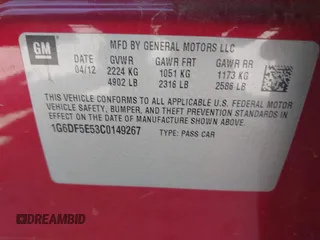 GM
MFD BY GENERAL MOTORS LLC
DATE GVWR GAWR FRT GAWR RR
04/12 2224 KG 1051 KG 1173 KG
4902 LB 2316 LB 2586 LB
THIS VEHICLE CONFORMS TO ALL APPLICABLE U.S. FEDERAL MOTOR
VEHICLE SAFETY, BUMPER, AND THEFT PREVENTION STANDARDS
IN EFFECT ON THE DATE OF MANUFACTURE SHOWN ABOVE.
1G6DF5E53C0149267 TYPE: PASS CAR
DREAMBID